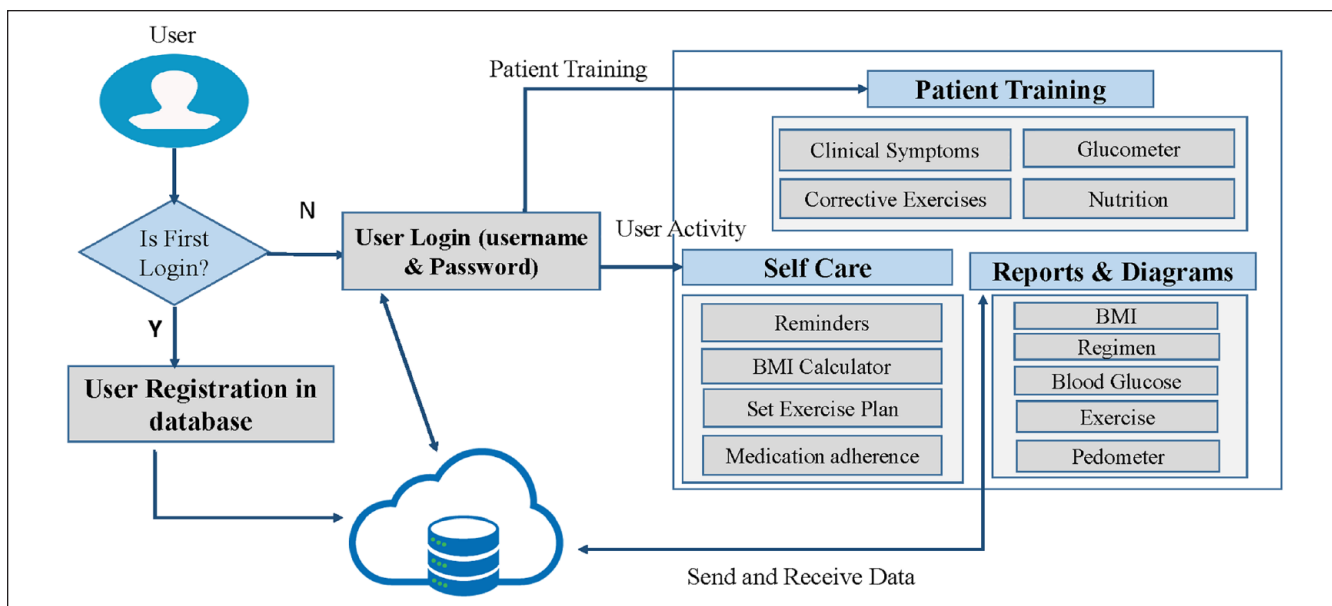 User
Patient Training
Patient Training
Clinical Symptoms
Glucometer
Corrective Exercises
Nutrition
Is First
Login?
N
User Login (username
& Password)
User Activity
Self Care
Reports & Diagrams
Reminders
BMI Calculator
Set Exercise Plan
Medication adherence
BMI
Regimen
Blood Glucose
Exercise
Pedometer
Y
User Registration in
database
Send and Receive Data